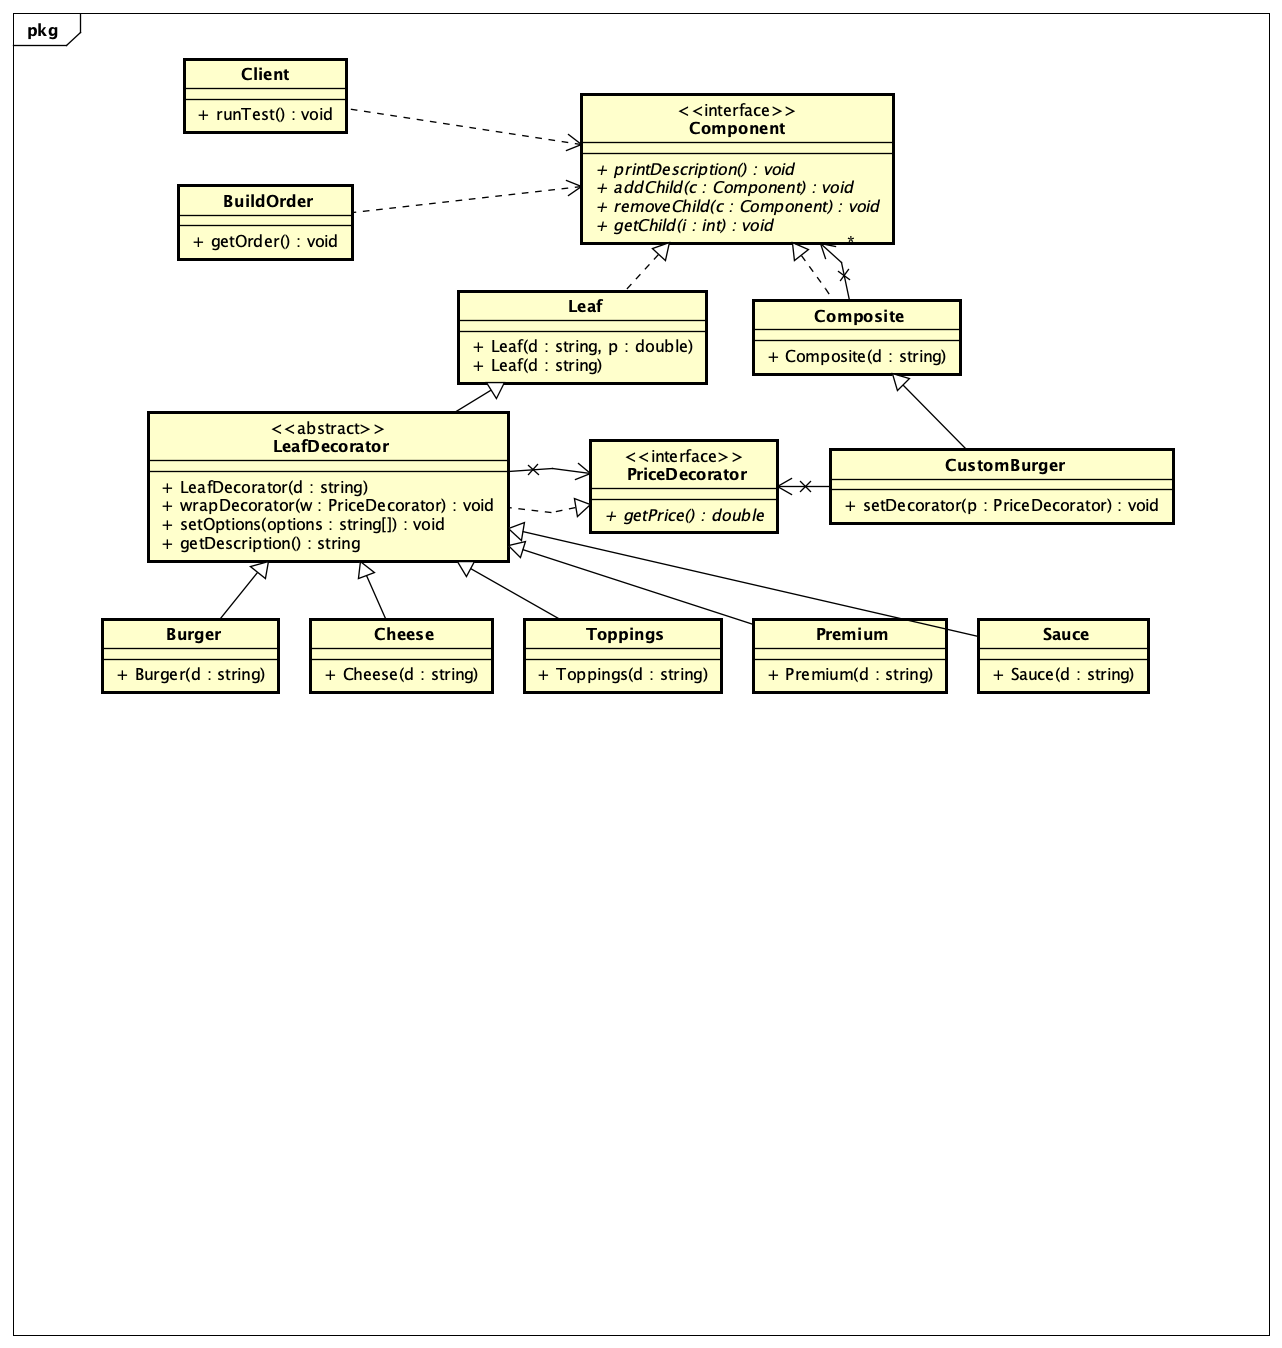 pkg
Client
+ runTest() : void
<<interface>>
Component
+ printDescription() : void
+ addChild(c : Component) : void
+ removeChild(c : Component) : void
+ getChild(i : int) : void
*
BuildOrder
+ getOrder() : void
Leaf
+ Leaf(d : string, p : double)
+ Leaf(d : string)
Composite
+ Composite(d : string)
<<abstract>>
LeafDecorator
+ LeafDecorator(d : string)
+ wrapDecorator(w : PriceDecorator) : void
+ setOptions(options : string[]) : void
+ getDescription() : string
<<interface>>
PriceDecorator
+ getPrice() : double
CustomBurger
+ setDecorator(p : PriceDecorator) : void
Burger
+ Burger(d : string)
Cheese
+ Cheese(d : string)
Toppings
+ Toppings(d : string)
Premium
+ Premium(d : string)
Sauce
+ Sauce(d : string)